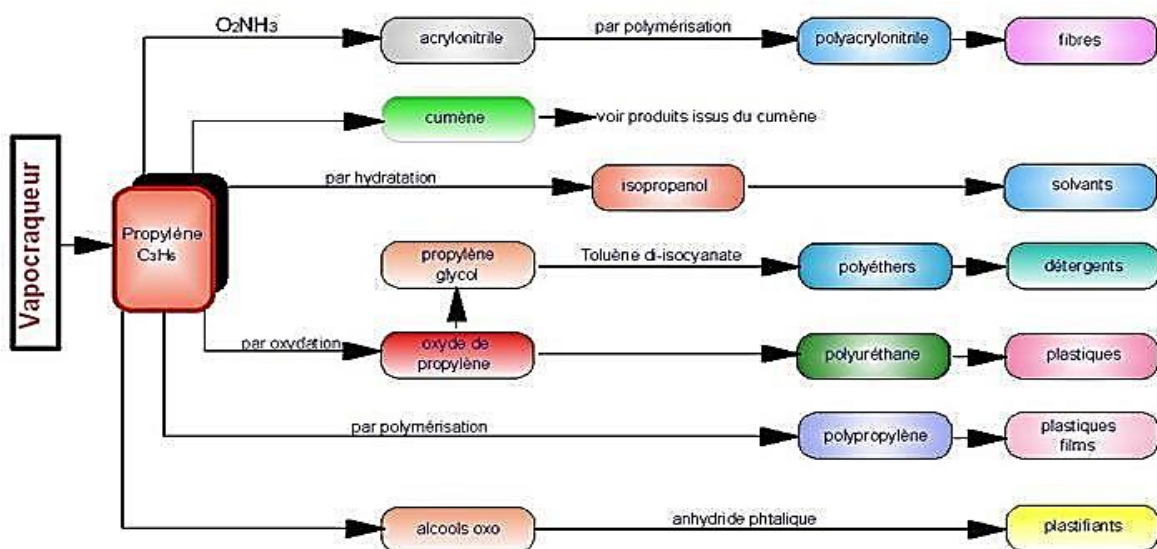 O₂NH₃
acrylonitrile
par polymérisation
polyacrylonitrile
fibres
cumène
voir produits issus du cumène
par hydratation
isopropanol
solvants
Vapocraqueur
Propylène
C₃H₆
propylène
glycol
Toluène di-isocyanate
polyéthers
détergents
par oxydation
oxyde de
propylène
polyuréthane
plastiques
par polymérisation
polypropylène
plastiques
films
alcools oxo
anhydride phtalique
plastifiants